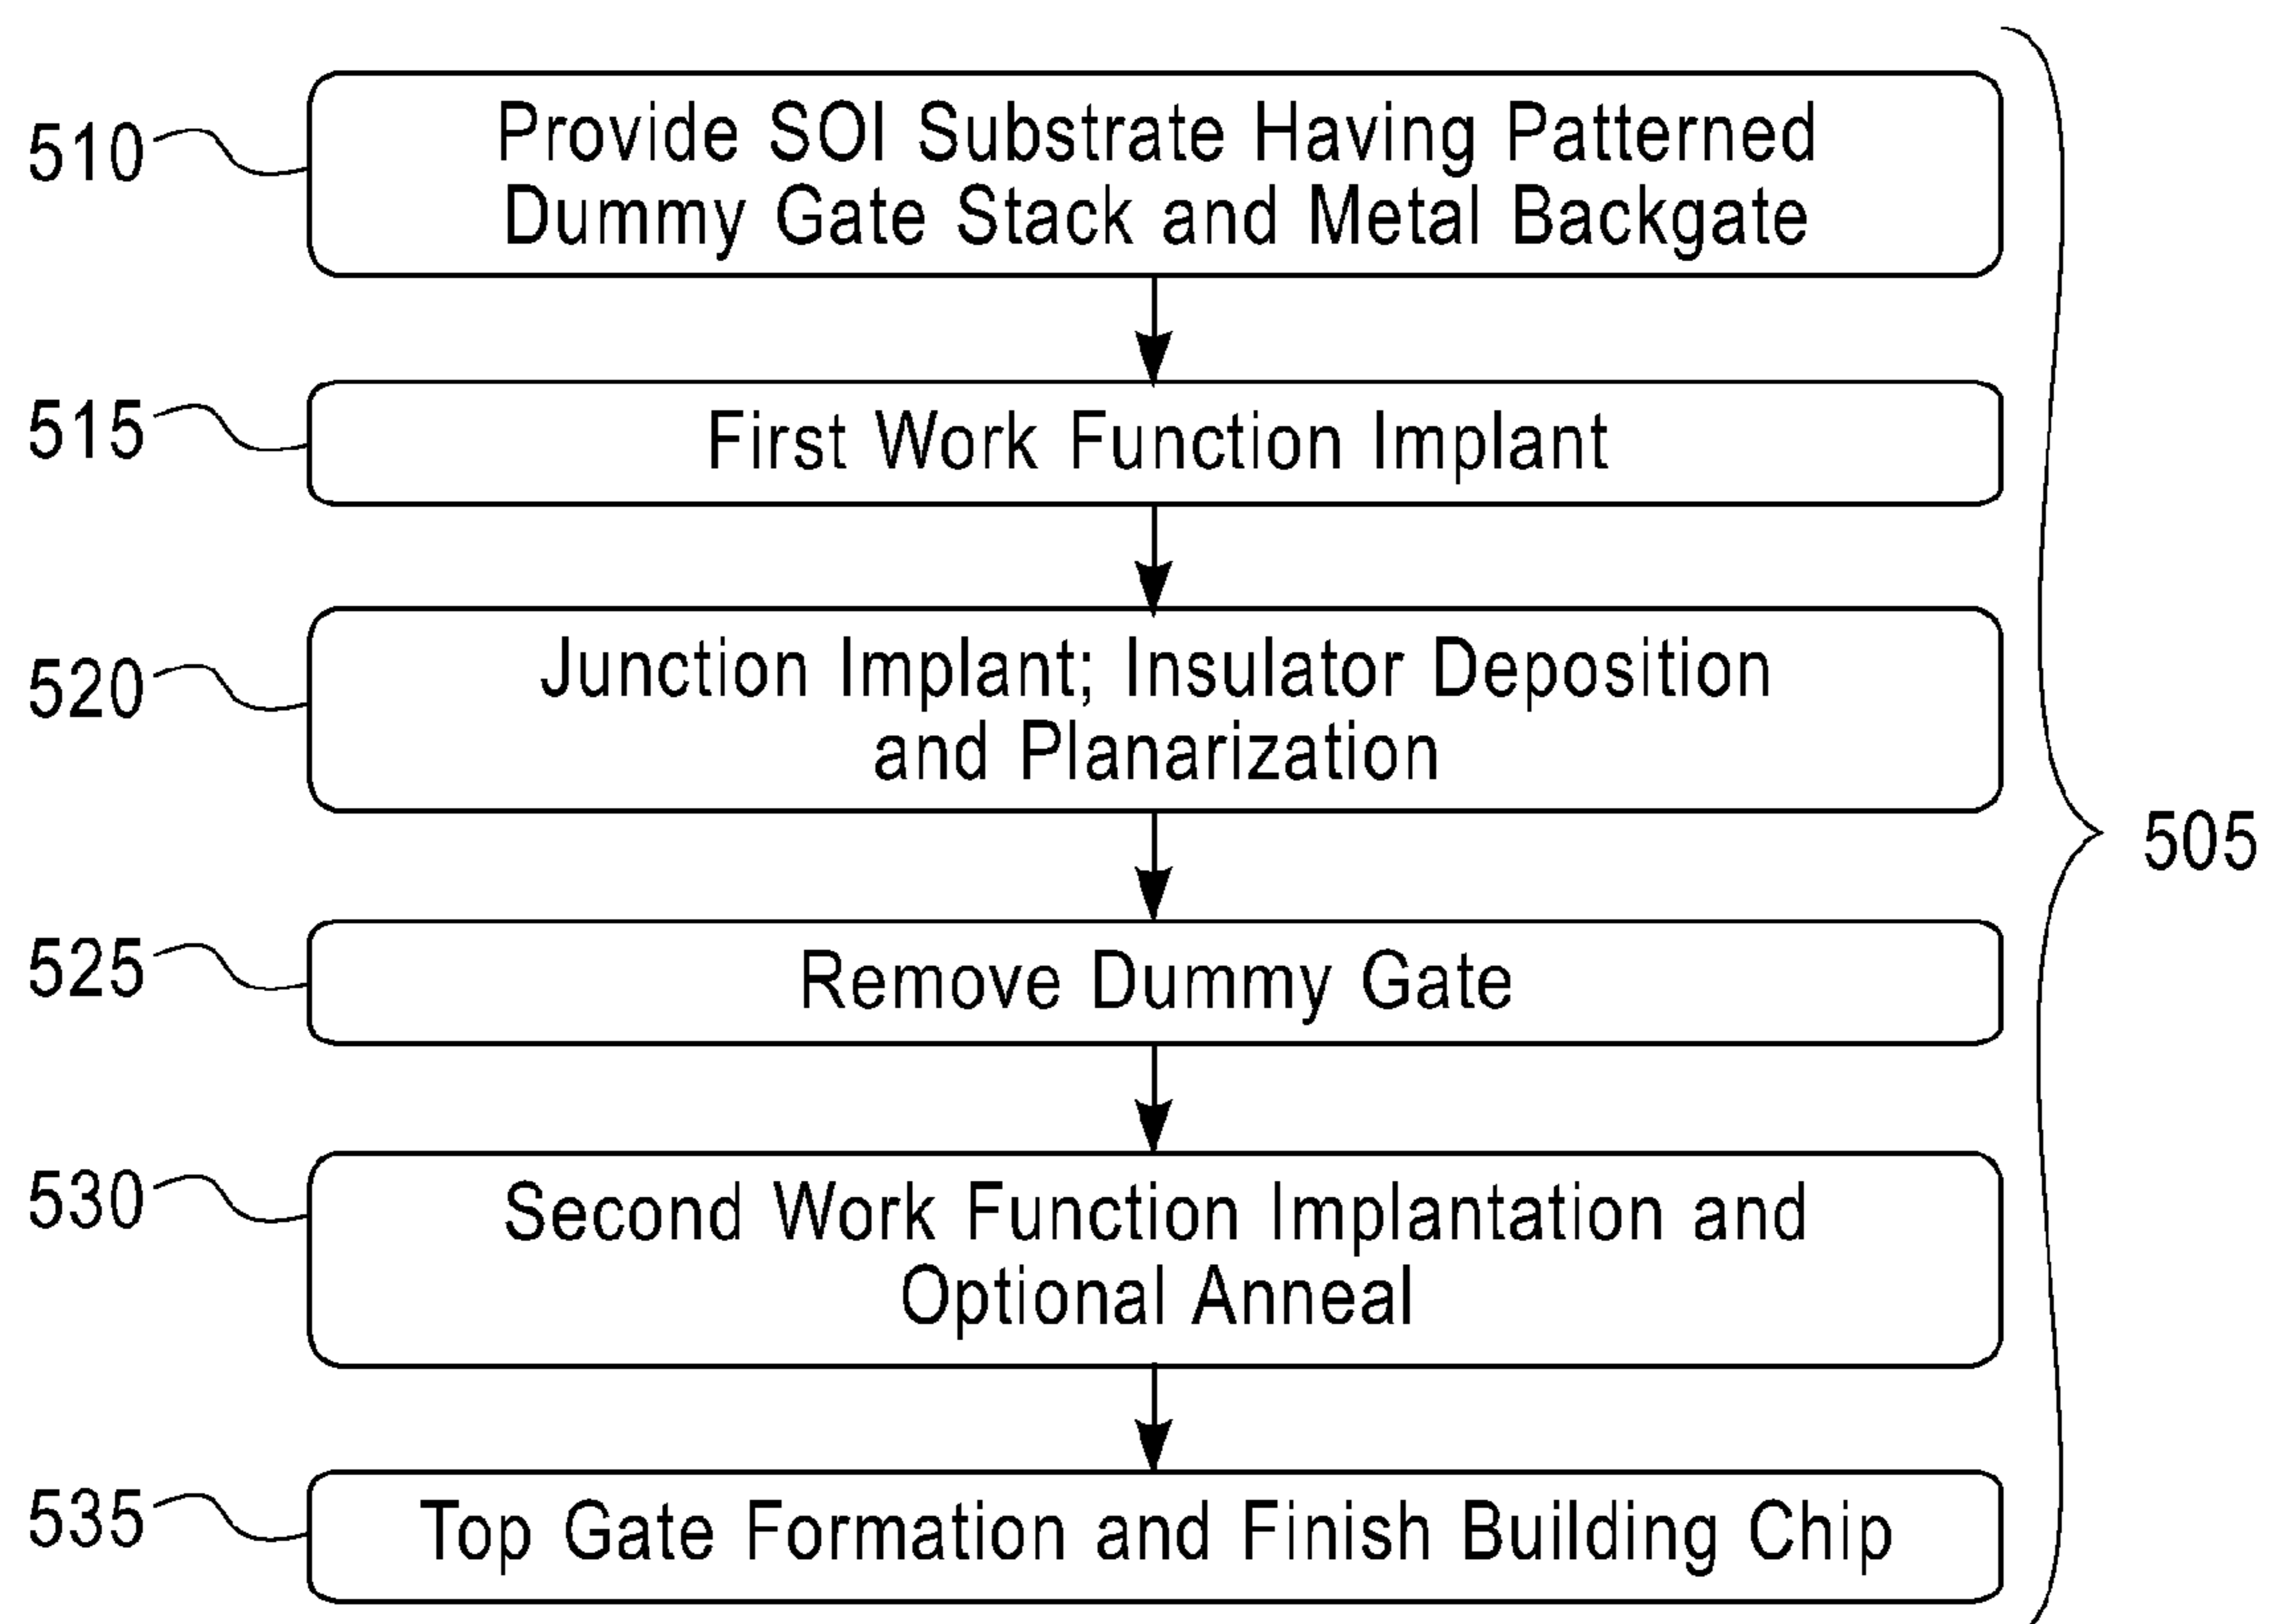 510
Provide SOI Substrate Having Patterned
Dummy Gate Stack and Metal Backgate
515
First Work Function Implant
520
Junction Implant; Insulator Deposition
and Planarization
505
525
Remove Dummy Gate
530
Second Work Function Implantation and
Optional Anneal
535
Top Gate Formation and Finish Building Chip